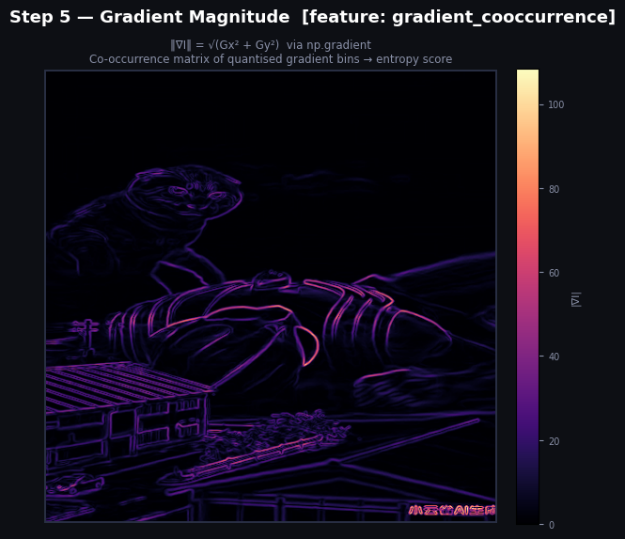 Step 5 — Gradient Magnitude [feature: gradient_cooccurrence]
‖∇I‖ = √(Gx² + Gy²) via np.gradient
Co-occurrence matrix of quantised gradient bins → entropy score
100
80
60
40
20
0
|∇I|